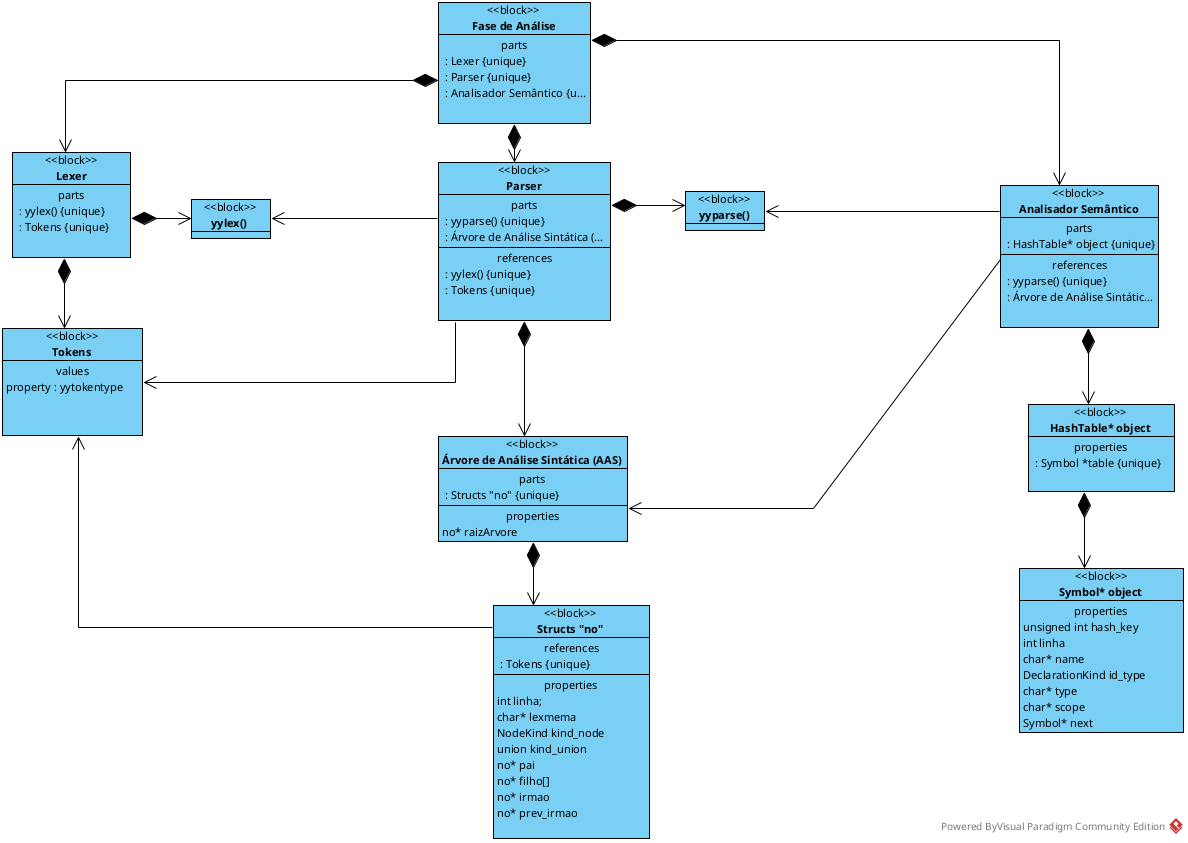 <<block>>
Fase de Análise
parts
: Lexer {unique}
: Parser {unique}
: Analisador Semântico {u...
<<block>>
Lexer
parts
: yylex() {unique}
: Tokens {unique}
<<block>>
yylex()
<<block>>
Parser
parts
: yyparse() {unique}
: Árvore de Análise Sintática (...
references
: yylex() {unique}
: Tokens {unique}
<<block>>
yyparse()
<<block>>
Analisador Semântico
parts
: HashTable* object {unique}
references
: yyparse() {unique}
: Árvore de Análise Sintátic...
<<block>>
Tokens
values
property : yytokentype
<<block>>
HashTable* object
properties
: Symbol *table {unique}
<<block>>
Árvore de Análise Sintática (AAS)
parts
: Structs "no" {unique}
properties
no* raizArvore
<<block>>
Symbol* object
properties
unsigned int hash_key
int linha
char* name
DeclarationKind id_type
char* type
char* scope
Symbol* next
<<block>>
Structs "no"
references
: Tokens {unique}
properties
int linha;
char* lexmema
NodeKind kind_node
union kind_union
no* pai
no* filho[]
no* irmao
no* prev_irmao
Powered ByVisual Paradigm Community Edition